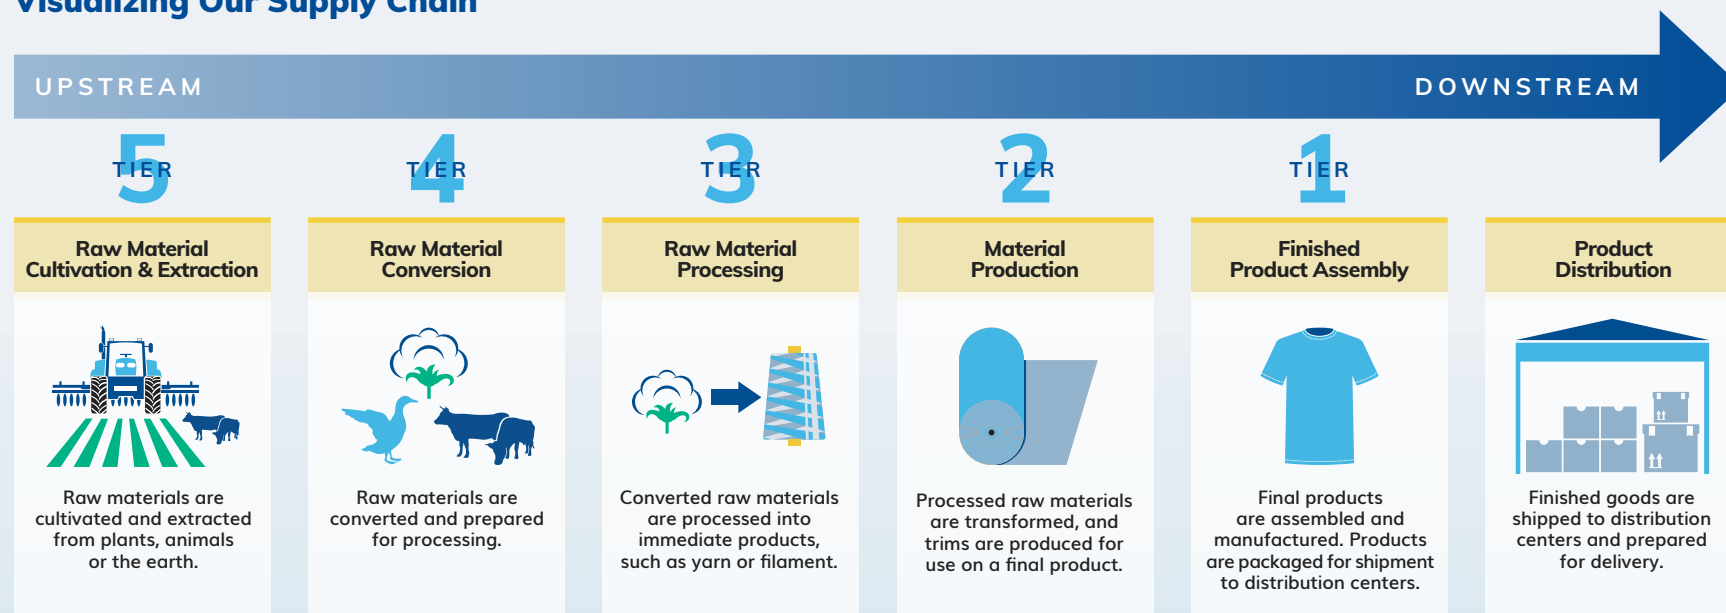 Visualizing Our Supply Chain
UPSTREAM
DOWNSTREAM
TIER 5
TIER 4
TIER 3
TIER 2
TIER 1
Raw Material
Cultivation & Extraction
Raw materials are
cultivated and extracted
from plants, animals
or the earth.
Raw Material
Conversion
Raw materials are
converted and prepared
for processing.
Raw Material
Processing
Converted raw materials
are processed into
immediate products,
such as yarn or filament.
Material
Production
Processed raw materials
are transformed, and
trims are produced for
use on a final product.
Finished
Product Assembly
Final products
are assembled and
manufactured. Products
are packaged for shipment
to distribution centers.
Product
Distribution
Finished goods are
shipped to distribution
centers and prepared
for delivery.